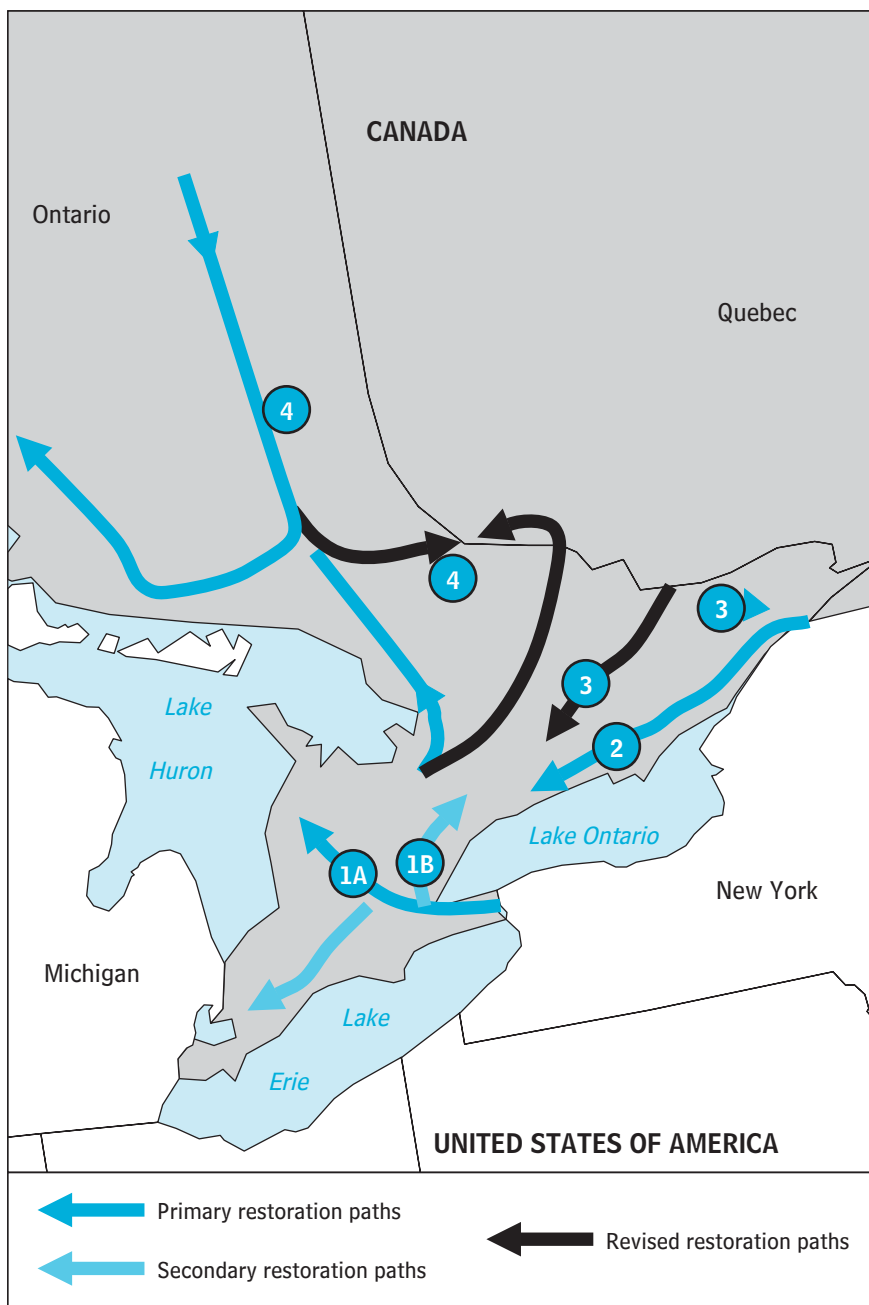 CANADA
Ontario
Quebec
4
4
3
3
Lake
Huron
2
Lake Ontario
1A
1B
New York
Michigan
Lake
Erie
UNITED STATES OF AMERICA
Primary restoration paths
Revised restoration paths
Secondary restoration paths